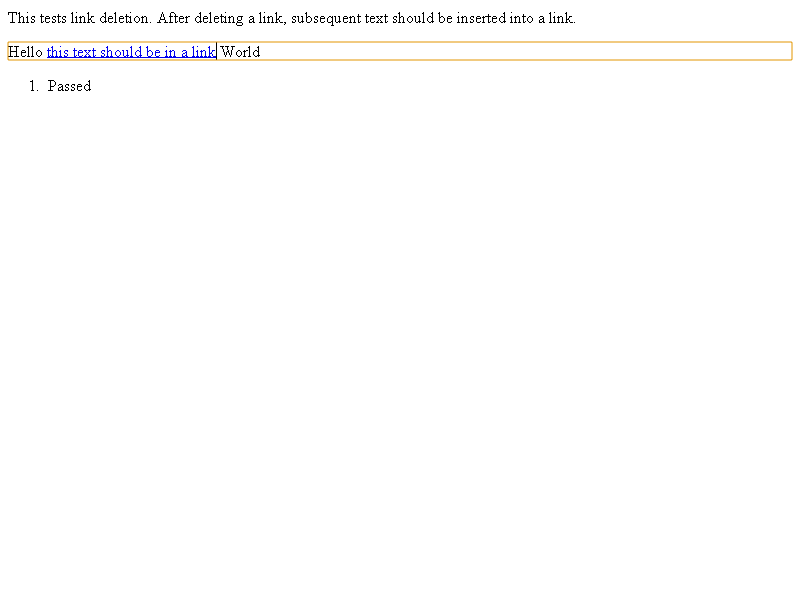 This tests link deletion. After deleting a link, subsequent text should be inserted into a link.
Hello this text should be in a link World
1. Passed